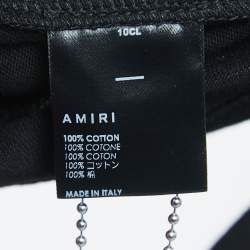 10CL
AMIRI
100% COTTON
100% COTONE
100% COTON
100% コットン
100% 棉
MADE IN ITALY